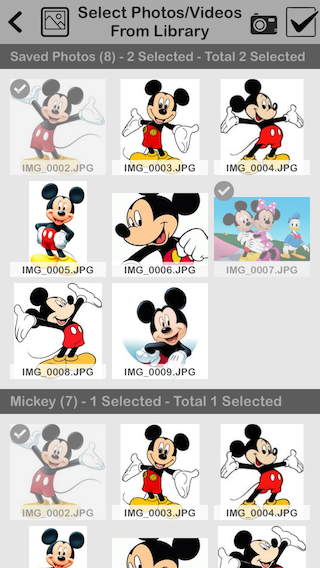 Select Photos/Videos
From Library
Saved Photos (8) - 2 Selected - Total 2 Selected
IMG_0002.JPG
IMG_0003.JPG
IMG_0004.JPG
IMG_0005.JPG
IMG_0006.JPG
IMG_0007.JPG
IMG_0008.JPG
IMG_0009.JPG
Mickey (7) - 1 Selected - Total 1 Selected
IMG_0002.JPG
IMG_0003.JPG
IMG_0004.JPG